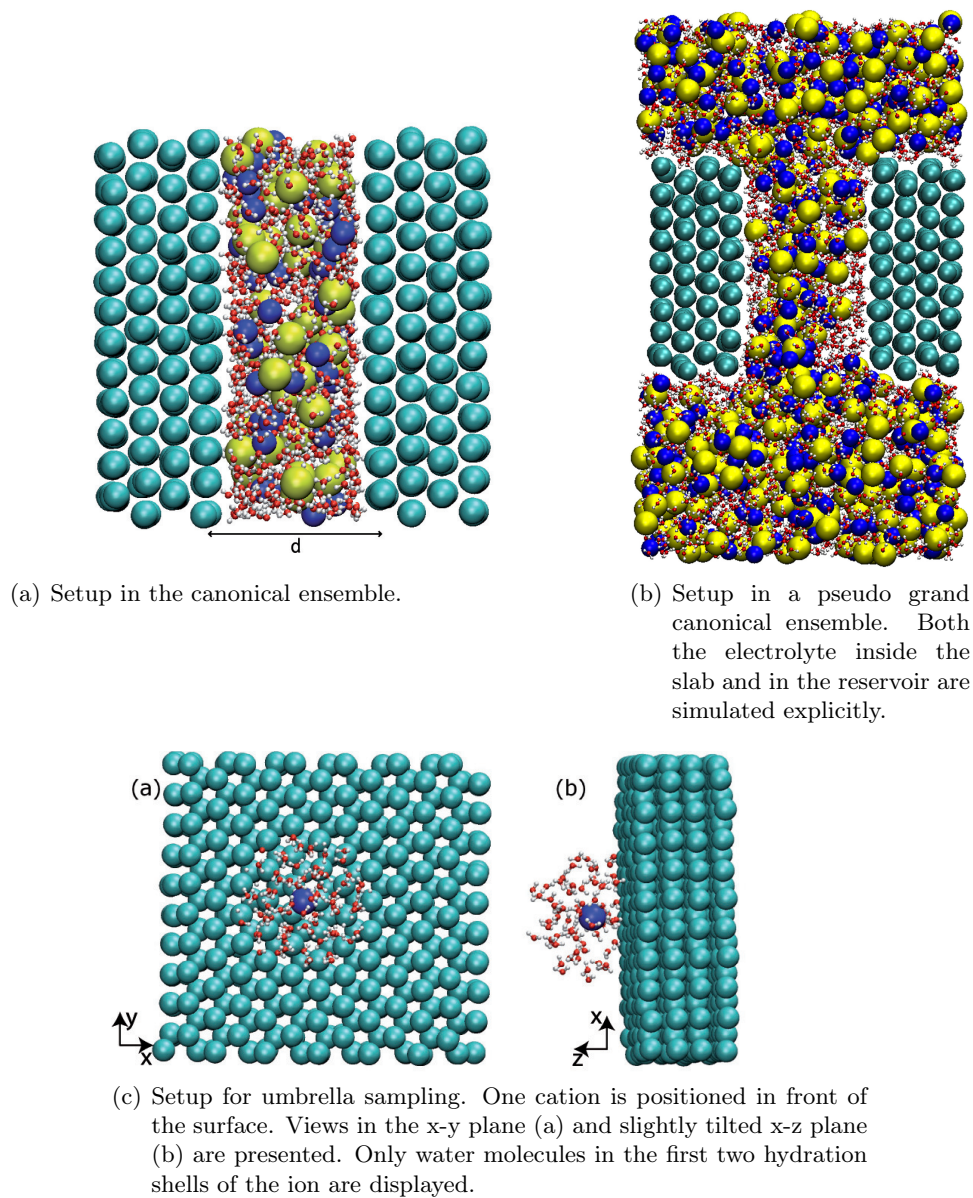 d
(a) Setup in the canonical ensemble.
(b) Setup in a pseudo grand
canonical ensemble. Both
the electrolyte inside the
slab and in the reservoir are
simulated explicitly.
(a)
y
x
(b)
x
z
(c) Setup for umbrella sampling. One cation is positioned in front of
the surface. Views in the x-y plane (a) and slightly tilted x-z plane
(b) are presented. Only water molecules in the first two hydration
shells of the ion are displayed.